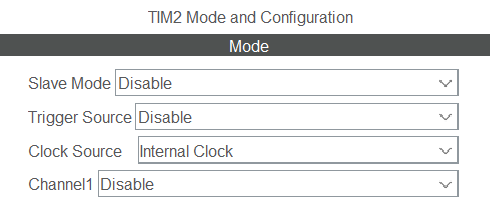 TIM2 Mode and Configuration
Mode
Slave Mode Disable
Trigger Source Disable
Clock Source Internal Clock
Channel1 Disable